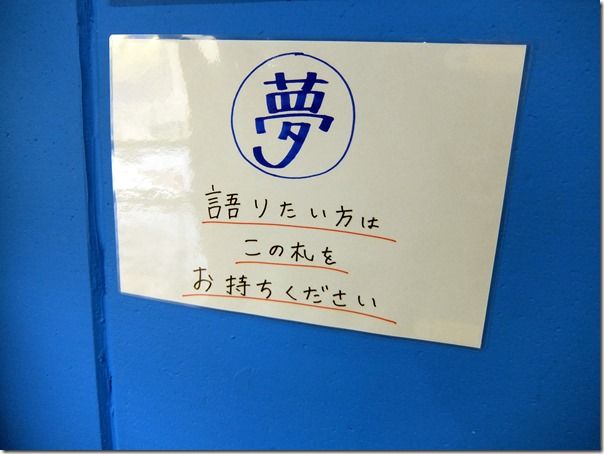 夢
語りたい方は
この札を
お持ちください